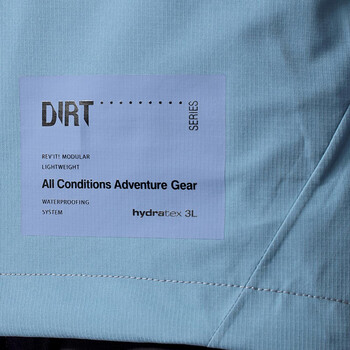 DIRT
SERIES
REV'IT! MODULAR
LIGHTWEIGHT
All Conditions Adventure Gear
WATERPROOFING
SYSTEM
hydratex 3L